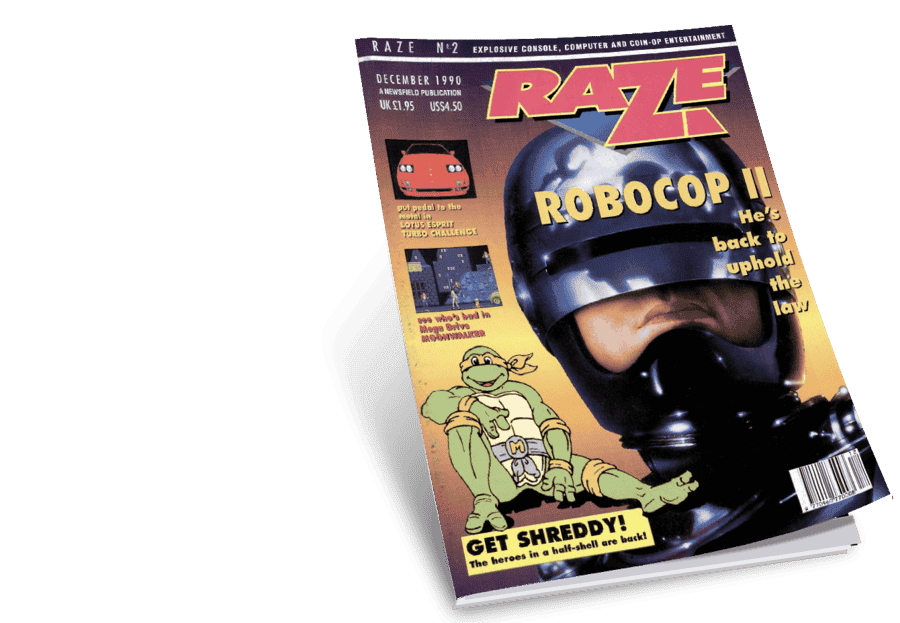 RAZE Nº2 EXPLOSIVE CONSOLE, COMPUTER AND COIN-OP ENTERTAINMENT
DECEMBER 1990
A NEWSFIELD PUBLICATION
UK £1.95 US$4.50
RAZE
ROBOCOP II
He's
back to
uphold
the
law
put pedal to the
metal in
LOTUS ESPRIT
TURBO CHALLENGE
see who's bad in
Mega Drive
MOONWALKER
M
GET SHREDDY!
The heroes in a half-shell are back!